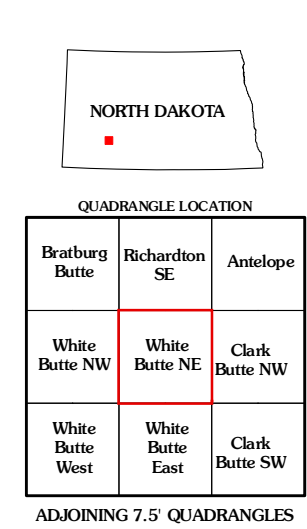 NORTH DAKOTA
QUADRANGLE LOCATION
Bratburg
Butte
Richardton
SE
Antelope
White
Butte NW
White
Butte NE
Clark
Butte NW
White
Butte
West
White
Butte
East
Clark
Butte SW
ADJOINING 7.5' QUADRANGLES